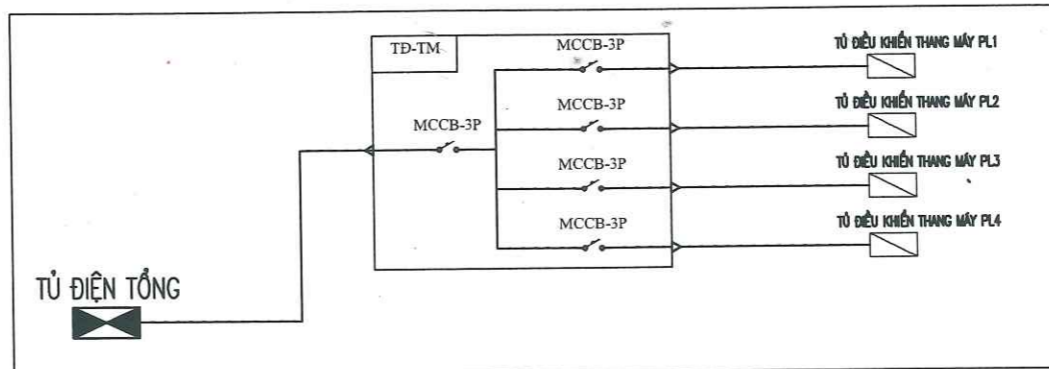 TĐ-TM
MCCB-3P
TỦ ĐIỀU KHIỂN THANG MÁY PL1
MCCB-3P
TỦ ĐIỀU KHIỂN THANG MÁY PL2
MCCB-3P
MCCB-3P
TỦ ĐIỀU KHIỂN THANG MÁY PL3
MCCB-3P
TỦ ĐIỀU KHIỂN THANG MÁY PL4
TỦ ĐIỆN TỔNG